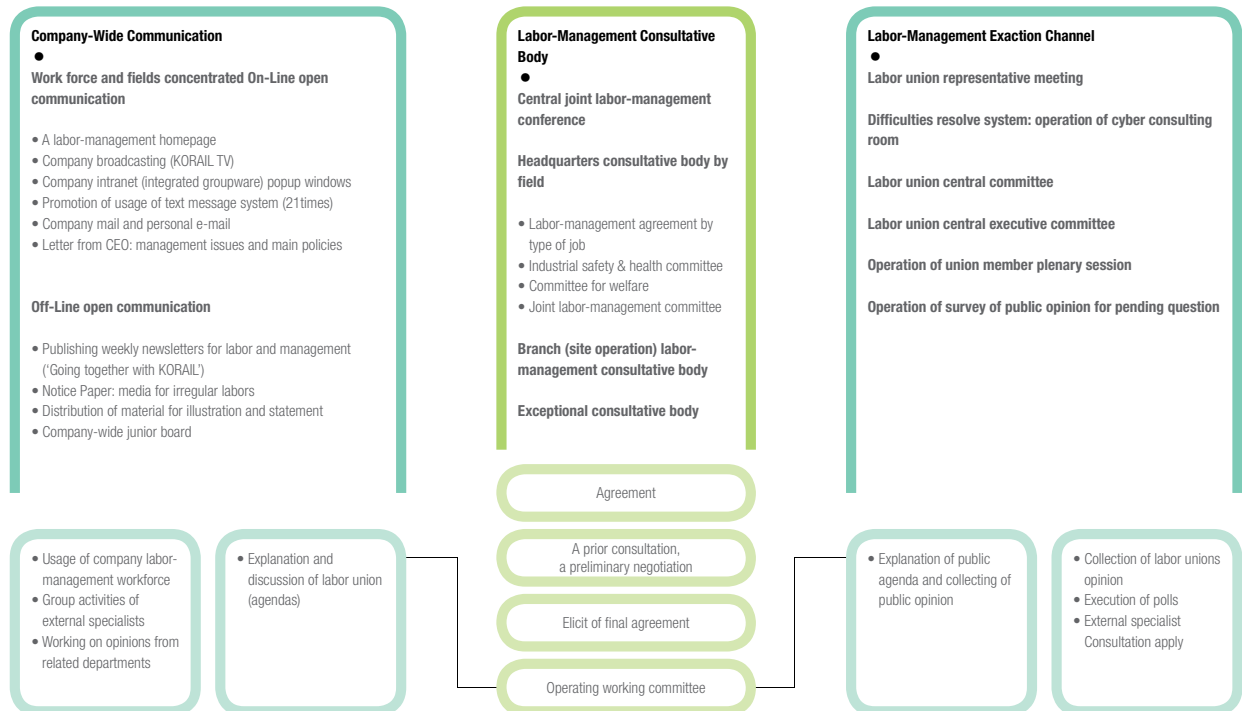 Company-Wide Communication
●
Work force and fields concentrated On-Line open
communication
• A labor-management homepage
• Company broadcasting (KORAIL TV)
• Company intranet (integrated groupware) popup windows
• Promotion of usage of text message system (21times)
• Company mail and personal e-mail
• Letter from CEO: management issues and main policies
Off-Line open communication
• Publishing weekly newsletters for labor and management
(‘Going together with KORAIL’)
• Notice Paper: media for irregular labors
• Distribution of material for illustration and statement
• Company-wide junior board
Labor-Management Consultative
Body
●
Central joint labor-management
conference
Headquarters consultative body by
field
• Labor-management agreement by
type of job
• Industrial safety & health committee
• Committee for welfare
• Joint labor-management committee
Branch (site operation) labor-
management consultative body
Exceptional consultative body
Labor-Management Exaction Channel
●
Labor union representative meeting
Difficulties resolve system: operation of cyber consulting
room
Labor union central committee
Labor union central executive committee
Operation of union member plenary session
Operation of survey of public opinion for pending question
• Usage of company labor-
management workforce
• Group activities of
external specialists
• Working on opinions from
related departments
• Explanation and
discussion of labor union
(agendas)
Agreement
A prior consultation,
a preliminary negotiation
Elicit of final agreement
Operating working committee
• Explanation of public
agenda and collecting of
public opinion
• Collection of labor unions
opinion
• Execution of polls
• External specialist
Consultation apply